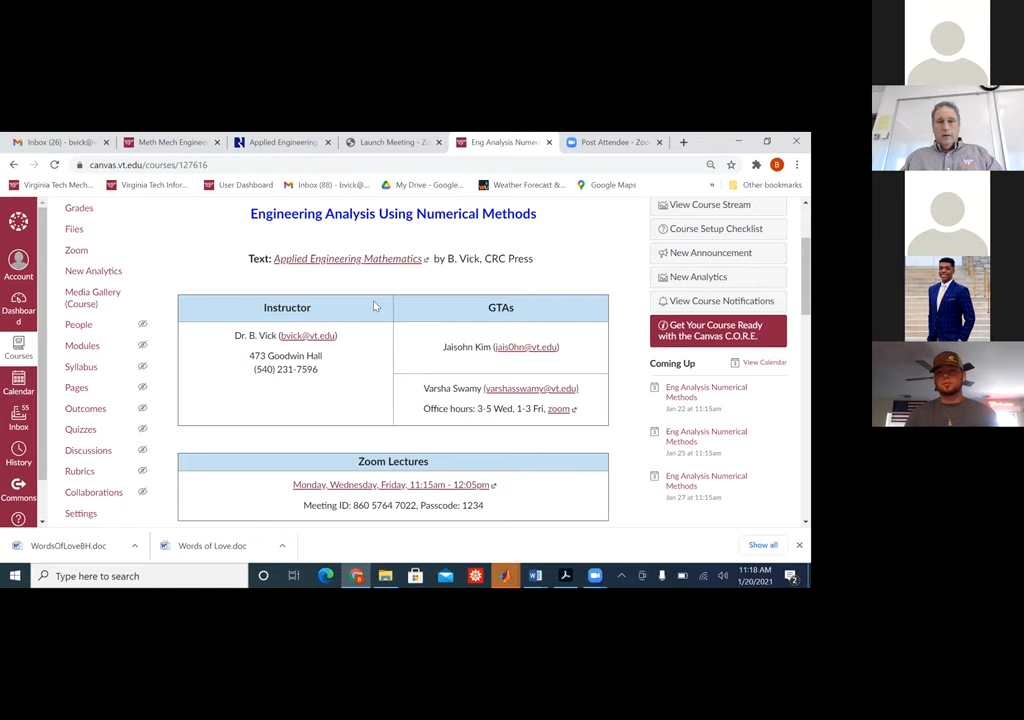 Inbox (26) - bvick@v
Meth Mech Enginee
Applied Engineering
Launch Meeting - Zo
Eng Analysis Nume
Post Attendee - Zoo
canvas.vt.edu/courses/127616
Virginia Tech Mech...
Virginia Tech Infor...
User Dashboard
Inbox (88) - bvick@...
My Drive - Google...
Weather Forecast &...
Google Maps
»
Other bookmarks
Account
Dashboar
d
Courses
Calendar
55
Inbox
History
Commons
Grades
Files
Zoom
New Analytics
Media Gallery
(Course)
People
Modules
Syllabus
Pages
Outcomes
Quizzes
Discussions
Rubrics
Collaborations
Settings
Engineering Analysis Using Numerical Methods
Text: Applied Engineering Mathematics by B. Vick, CRC Press
Instructor
GTAs
Dr. B. Vick (bvick@vt.edu)
473 Goodwin Hall
(540) 231-7596
Jaisohn Kim (jais0hn@vt.edu)
Varsha Swamy (varshasswamy@vt.edu)
Office hours: 3-5 Wed, 1-3 Fri, zoom
Zoom Lectures
Monday, Wednesday, Friday, 11:15am - 12:05pm
Meeting ID: 860 5764 7022, Passcode: 1234
View Course Stream
Course Setup Checklist
New Announcement
New Analytics
View Course Notifications
Get Your Course Ready
with the Canvas C.O.R.E.
Coming Up
View Calendar
Eng Analysis Numerical
Methods
Jan 22 at 11:15am
Eng Analysis Numerical
Methods
Jan 25 at 11:15am
Eng Analysis Numerical
Methods
Jan 27 at 11:15am
WordsOfLoveBH.doc
Words of Love.doc
Show all
Type here to search
11:18 AM
1/20/2021
2